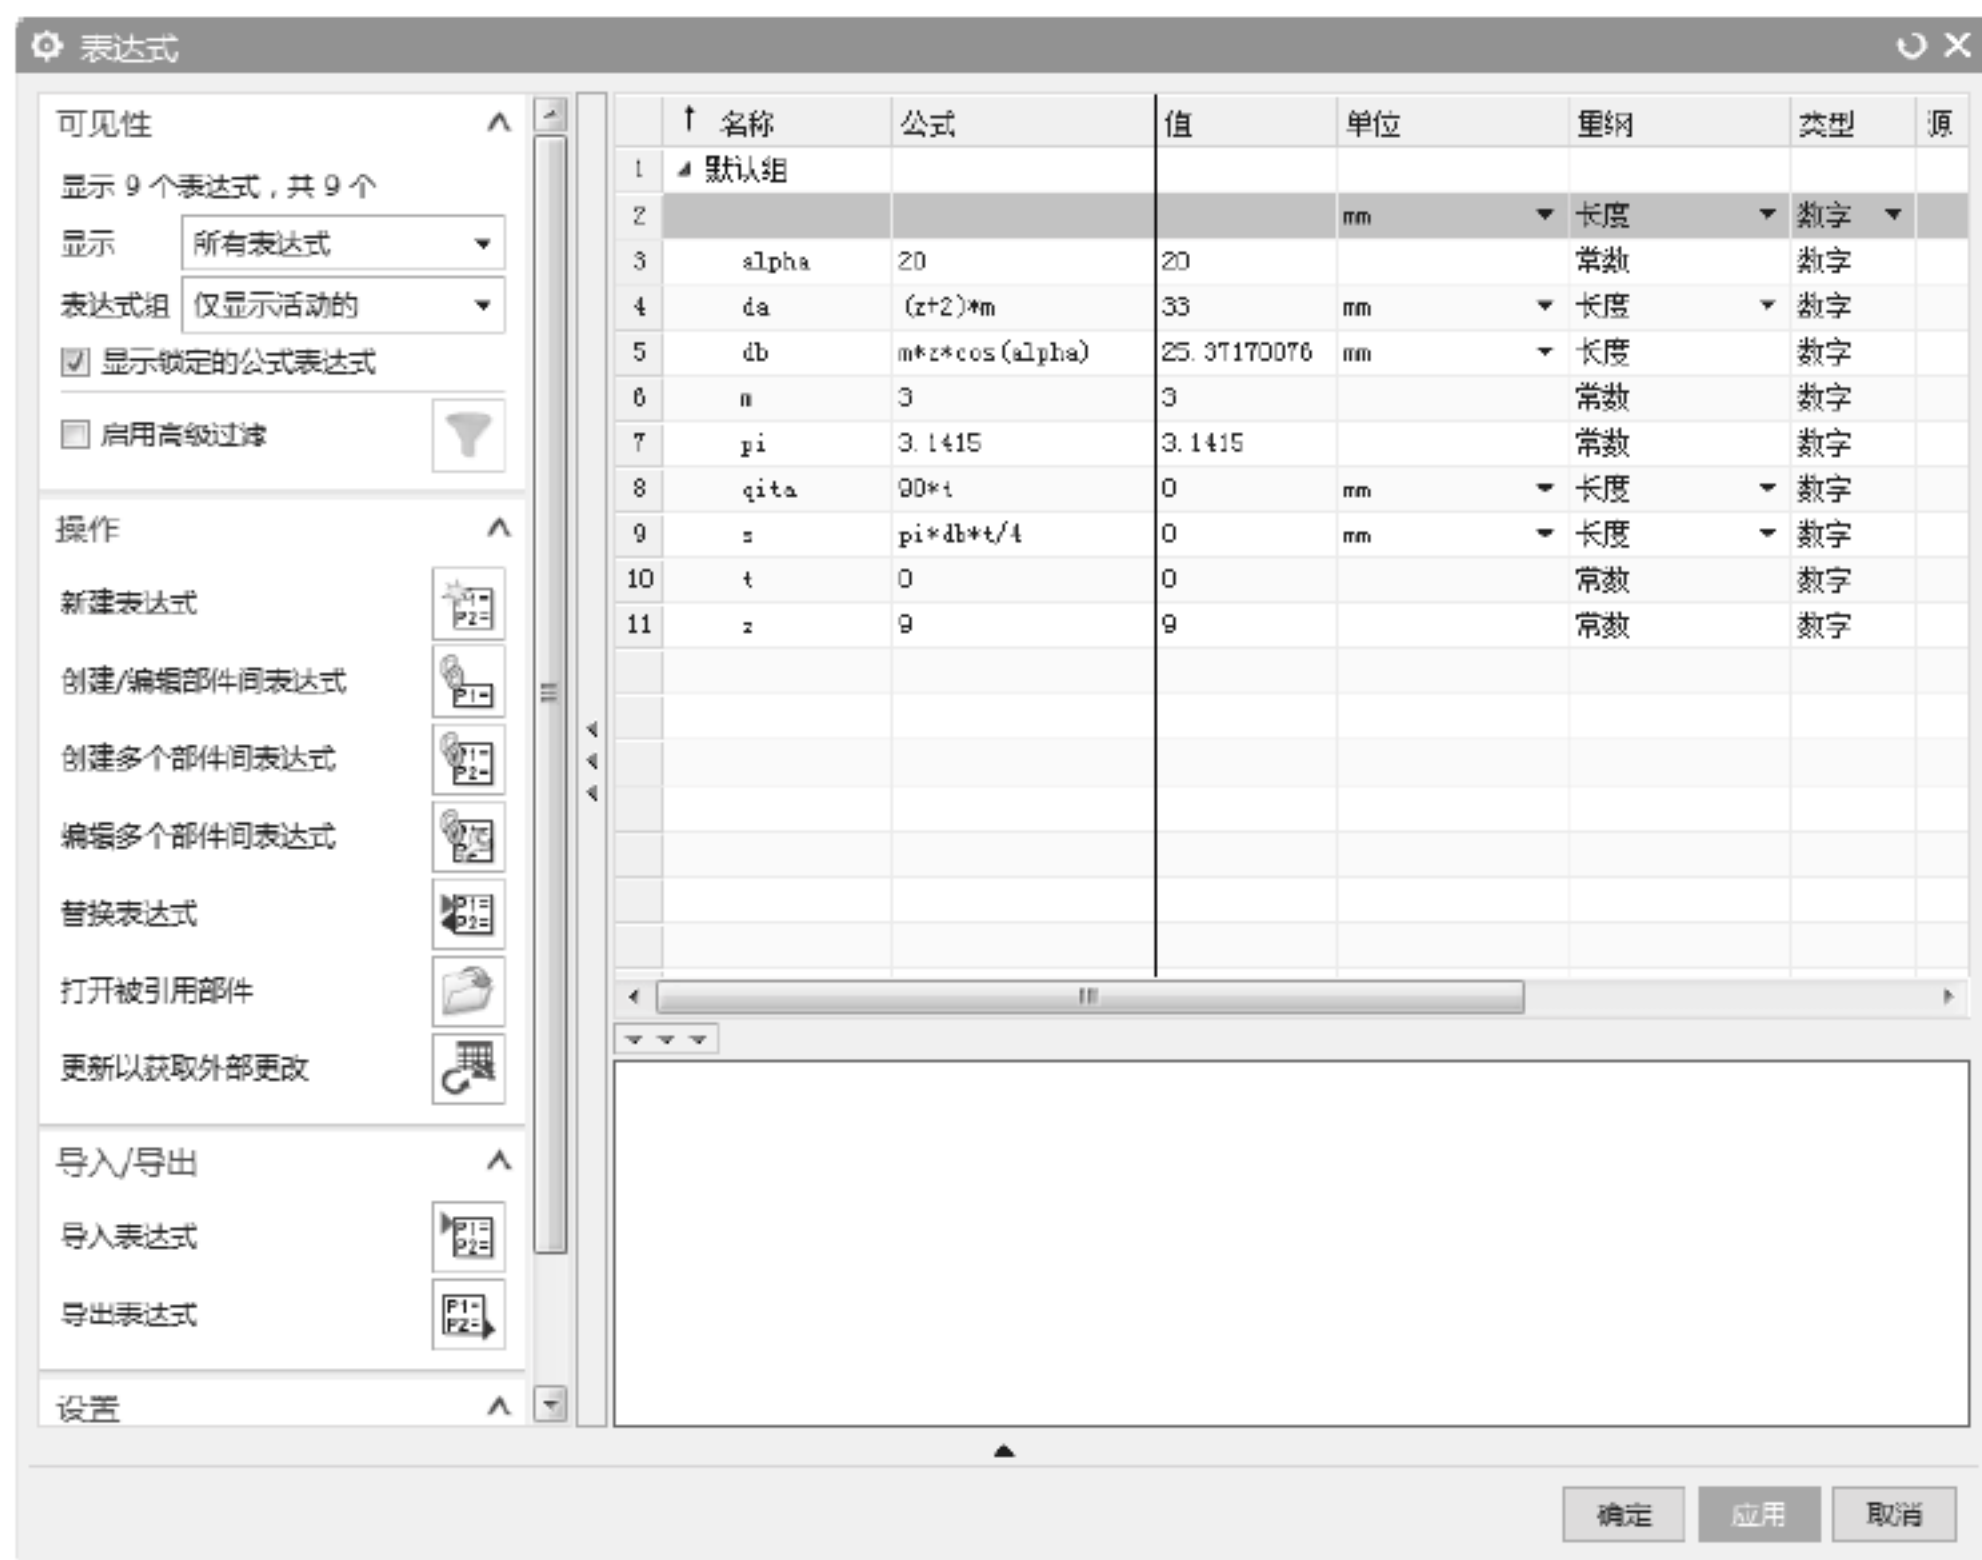 表达式
可见性
显示 9 个表达式，共 9 个
显示 所有表达式
表达式组 仅显示活动的
显示锁定的公式表达式
启用高级过滤
操作
新建表达式
创建/编辑部件间表达式
创建多个部件间表达式
编辑多个部件间表达式
替换表达式
打开被引用部件
更新以获取外部更改
导入/导出
导入表达式
导出表达式
设置
↑ 名称 公式 值 单位 量纲 类型 源
1 默认组
2 mm 长度 数字
3 alpha 20 20 常数 数字
4 da (z+2)*m 33 mm 长度 数字
5 db m*z*cos(alpha) 25.37170076 mm 长度 数字
6 m 3 3 常数 数字
7 pi 3.1415 3.1415 常数 数字
8 qita 90*t 0 mm 长度 数字
9 s pi*db*t/4 0 mm 长度 数字
10 t 0 0 常数 数字
11 z 9 9 常数 数字
确定 应用 取消